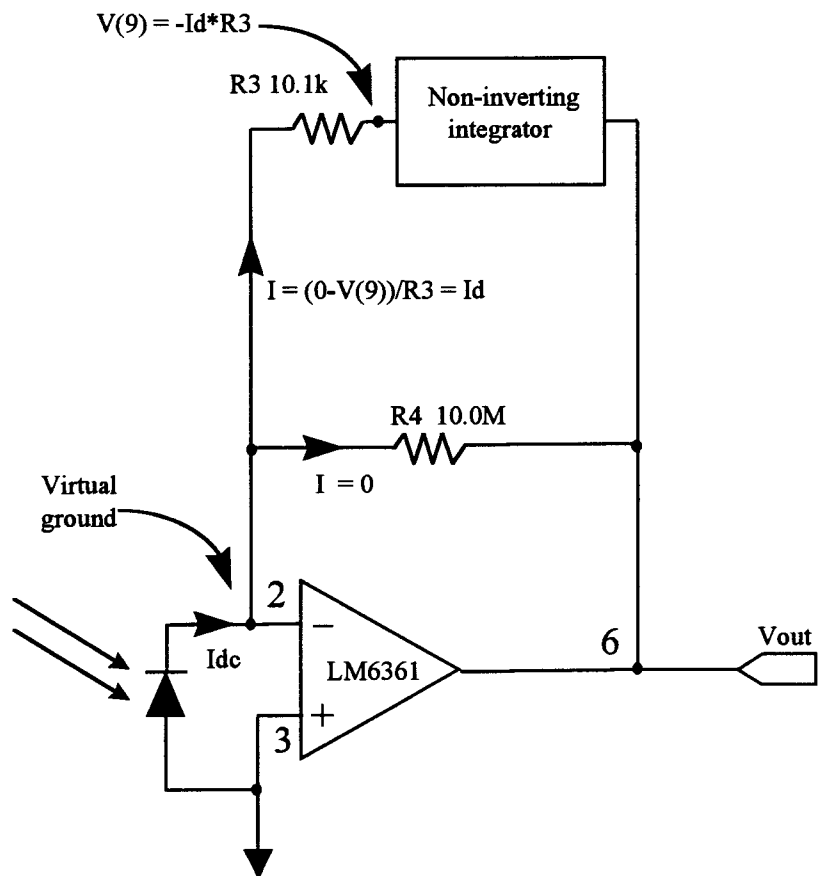 V(9) = -Id*R3
R3 10.1k
Non-inverting
integrator
I = (0-V(9))/R3 = Id
R4 10.0M
I = 0
Virtual
ground
2
Idc
LM6361
3
6
Vout
−
+